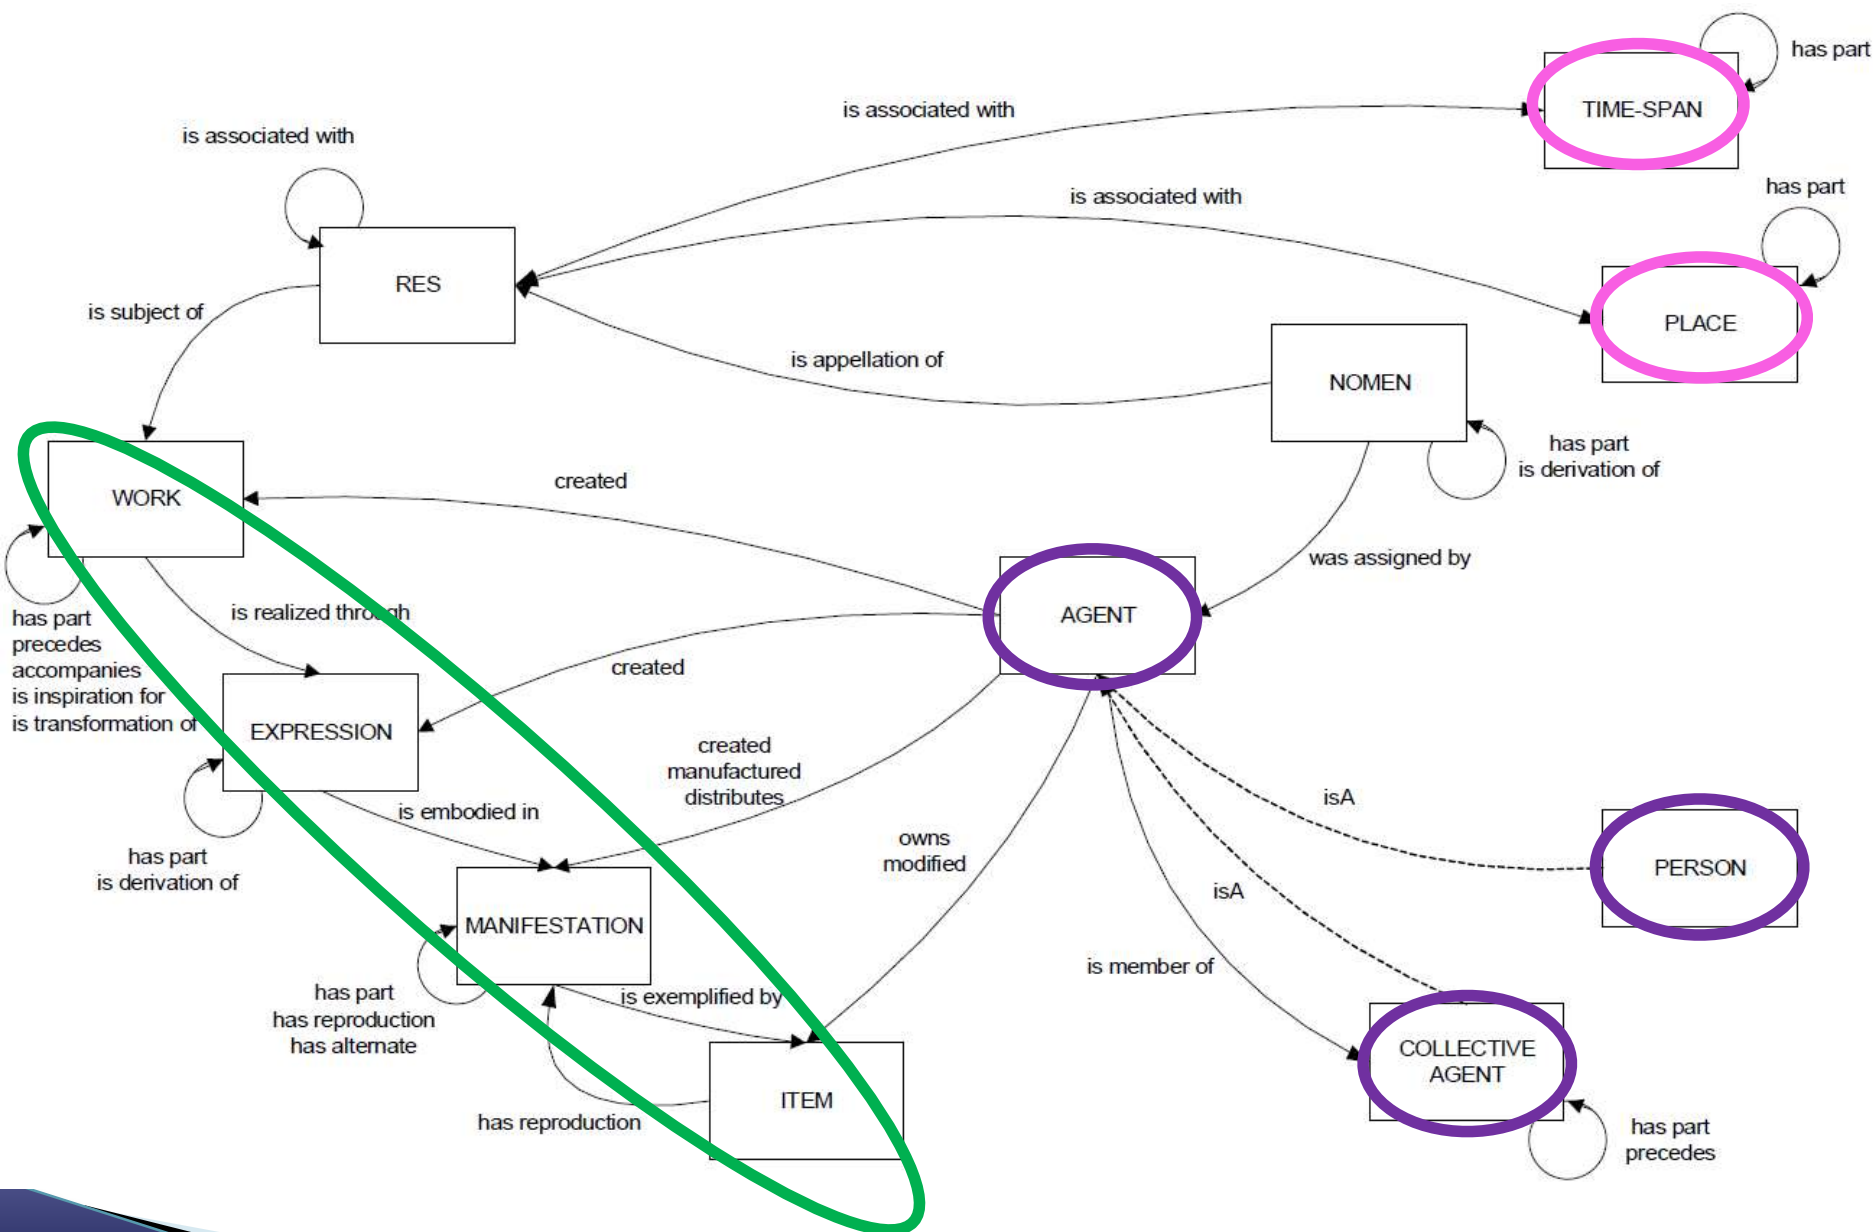 has part
TIME-SPAN
is associated with
is associated with
has part
is associated with
RES
is subject of
PLACE
is appellation of
NOMEN
has part
is derivation of
WORK
created
was assigned by
has part
precedes
accompanies
is inspiration for
is transformation of
is realized through
AGENT
created
EXPRESSION
created
manufactured
distributes
is embodied in
isA
owns
modified
has part
is derivation of
PERSON
isA
MANIFESTATION
is member of
has part
has reproduction
has alternate
is exemplified by
COLLECTIVE
AGENT
ITEM
has reproduction
has part
precedes